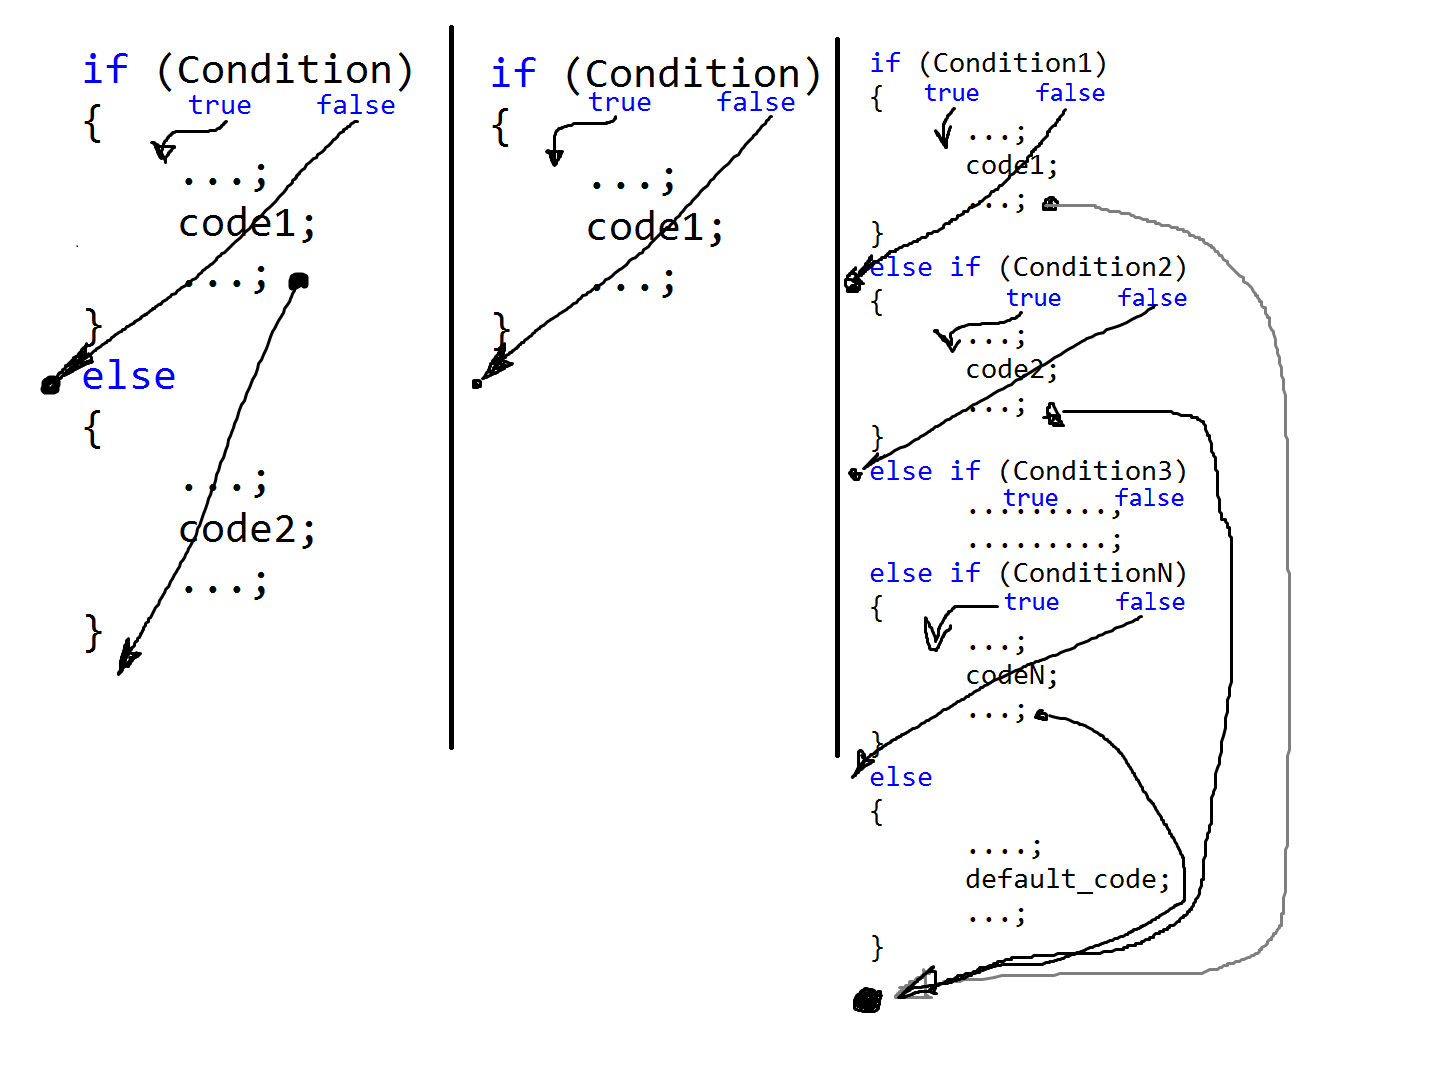 if (Condition)
true false
{
...;
code1;
...;
}
else
{
...;
code2;
...;
}
if (Condition)
true false
{
...;
code1;
...;
}
if (Condition1)
{ true false
...;
code1;
...;
}
else if (Condition2)
{ true false
...;
code2;
...;
}
else if (Condition3)
true false
.........;
.........;
else if (ConditionN)
{ true false
...;
codeN;
...;
}
else
{
....;
default_code;
...;
}